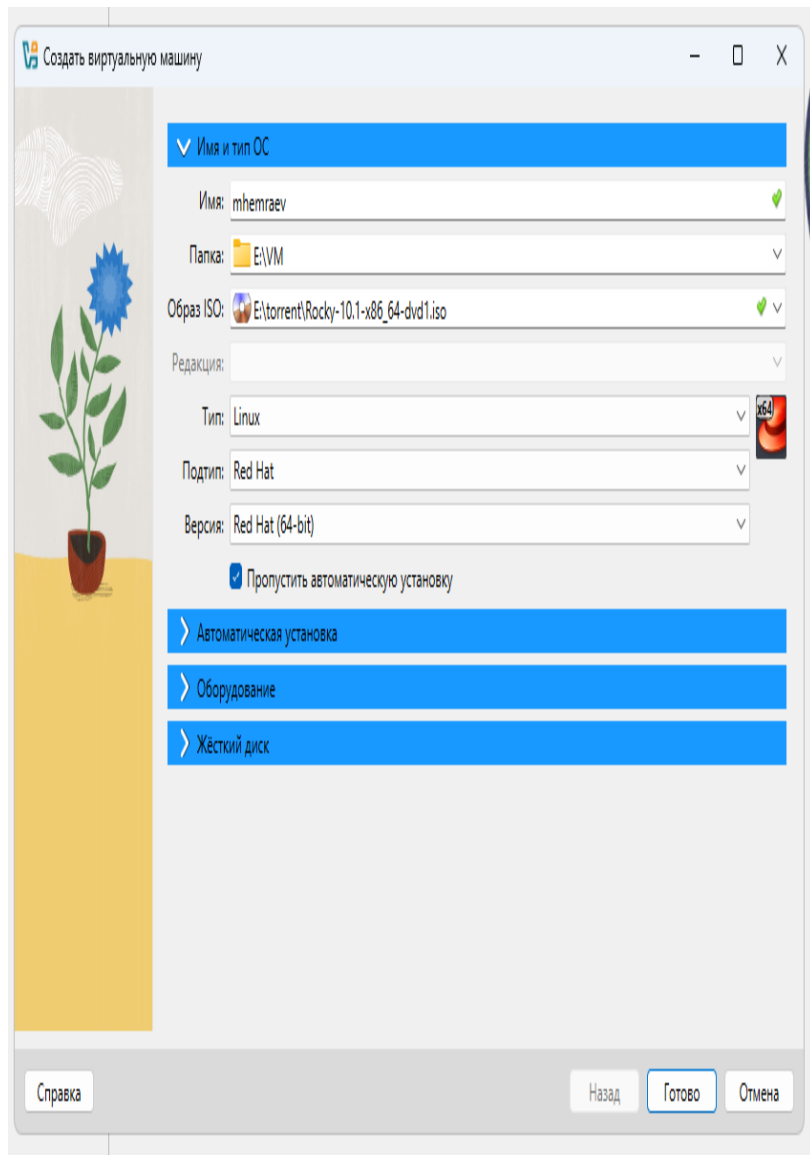 Создать виртуальную машину
Имя и тип ОС
Имя: mhemraev
Папка: E:\VM
Образ ISO: E:\torrent\Rocky-10.1-x86_64-dvd1.iso
Редакция:
Тип: Linux
x64
Подтип: Red Hat
Версия: Red Hat (64-bit)
Пропустить автоматическую установку
Автоматическая установка
Оборудование
Жёсткий диск
Справка Назад Готово Отмена